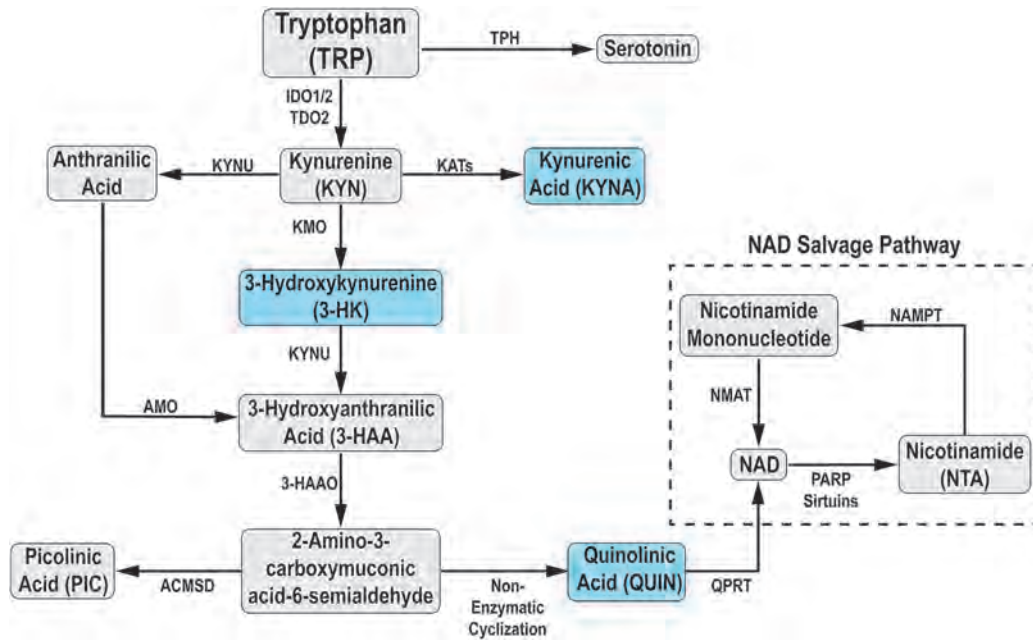 Tryptophan
(TRP)
TPH
Serotonin
IDO1/2
TDO2
Anthranilic
Acid
KYNU
Kynurenine
(KYN)
KATs
Kynurenic
Acid (KYNA)
KMO
NAD Salvage Pathway
3-Hydroxykynurenine
(3-HK)
Nicotinamide
Mononucleotide
NAMPT
KYNU
NMAT
AMO
3-Hydroxyanthranilic
Acid (3-HAA)
NAD
PARP
Sirtuins
Nicotinamide
(NTA)
3-HAAO
Picolinic
Acid (PIC)
ACMSD
2-Amino-3-
carboxymuconic
acid-6-semialdehyde
Non-
Enzymatic
Cyclization
Quinolinic
Acid (QUIN)
QPRT